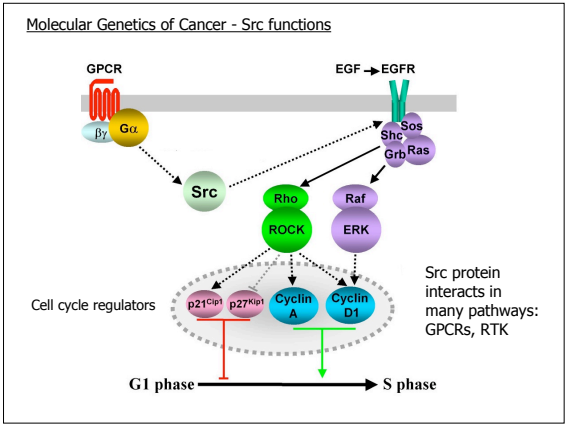 Molecular Genetics of Cancer - Src functions
GPCR
EGF EGFR
βγ
Gα
Sos
Shc
Ras
Grb
Src
Rho
Raf
ROCK
ERK
Src protein
interacts in
many pathways:
GPCRs, RTK
Cell cycle regulators
p21Cip1
p27Kip1
Cyclin
A
Cyclin
D1
G1 phase
S phase